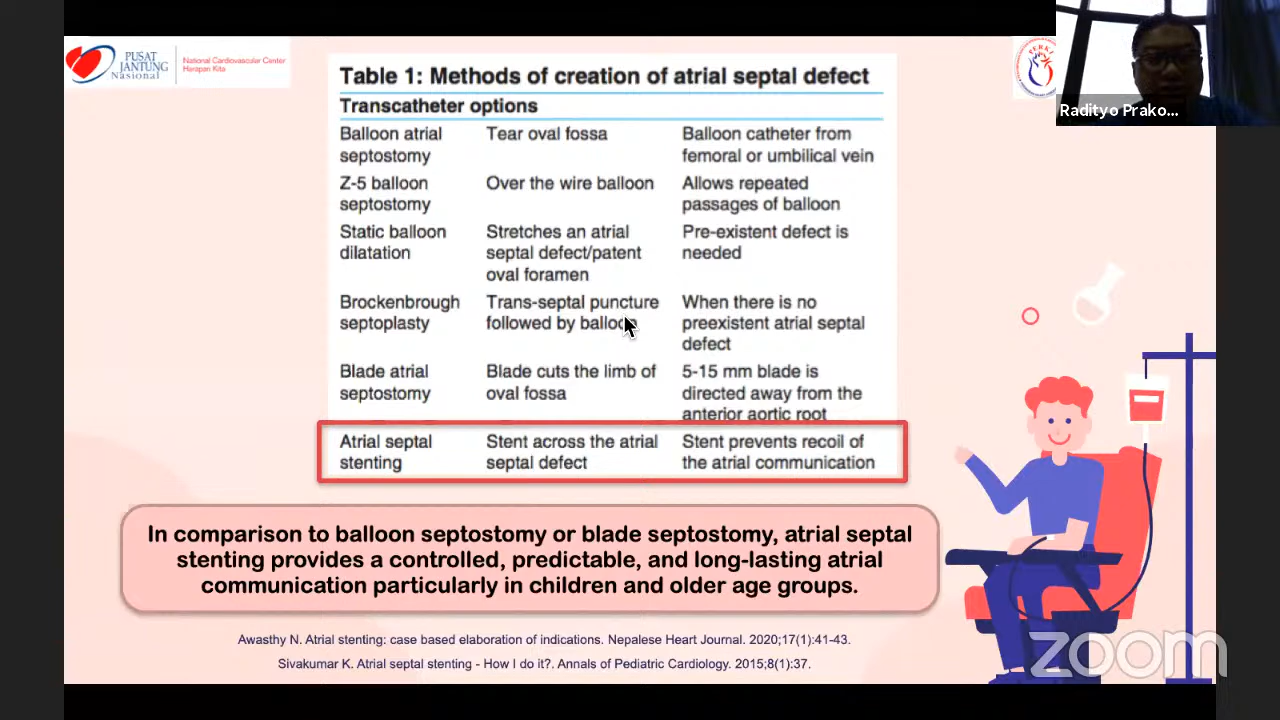 PUSAT
JANTUNG
Nasional
National Cardiovascular Center
Harapan Kita
PERKI
Radityo Prako...
Table 1: Methods of creation of atrial septal defect
Transcatheter options
Balloon atrial septostomy
Tear oval fossa
Balloon catheter from femoral or umbilical vein
Z-5 balloon septostomy
Over the wire balloon
Allows repeated passages of balloon
Static balloon dilatation
Stretches an atrial septal defect/patent oval foramen
Pre-existent defect is needed
Brockenbrough septoplasty
Trans-septal puncture followed by balloon
When there is no preexistent atrial septal defect
Blade atrial septostomy
Blade cuts the limb of oval fossa
5-15 mm blade is directed away from the anterior aortic root
Atrial septal stenting
Stent across the atrial septal defect
Stent prevents recoil of the atrial communication
In comparison to balloon septostomy or blade septostomy, atrial septal
stenting provides a controlled, predictable, and long-lasting atrial
communication particularly in children and older age groups.
Awasthy N. Atrial stenting: case based elaboration of indications. Nepalese Heart Journal. 2020;17(1):41-43.
Sivakumar K. Atrial septal stenting - How I do it?. Annals of Pediatric Cardiology. 2015;8(1):37.
zoom